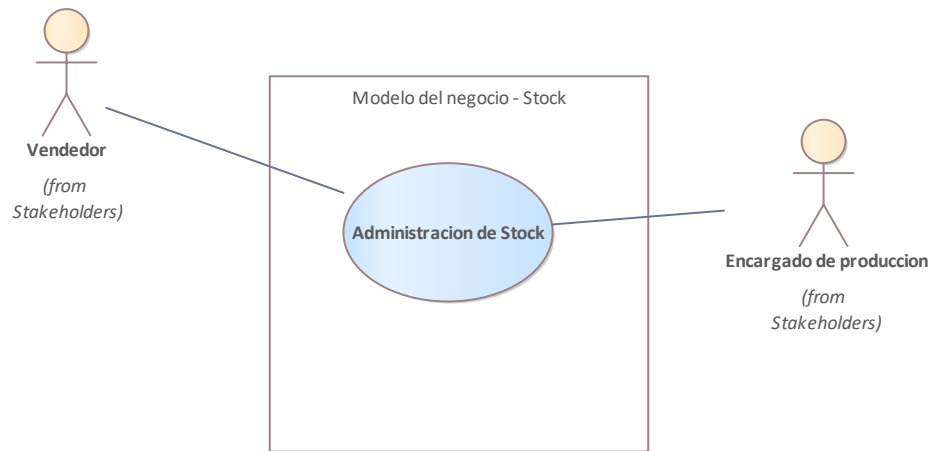 Modelo del negocio - Stock
Vendedor
(from
Stakeholders)
Administracion de Stock
Encargado de produccion
(from
Stakeholders)